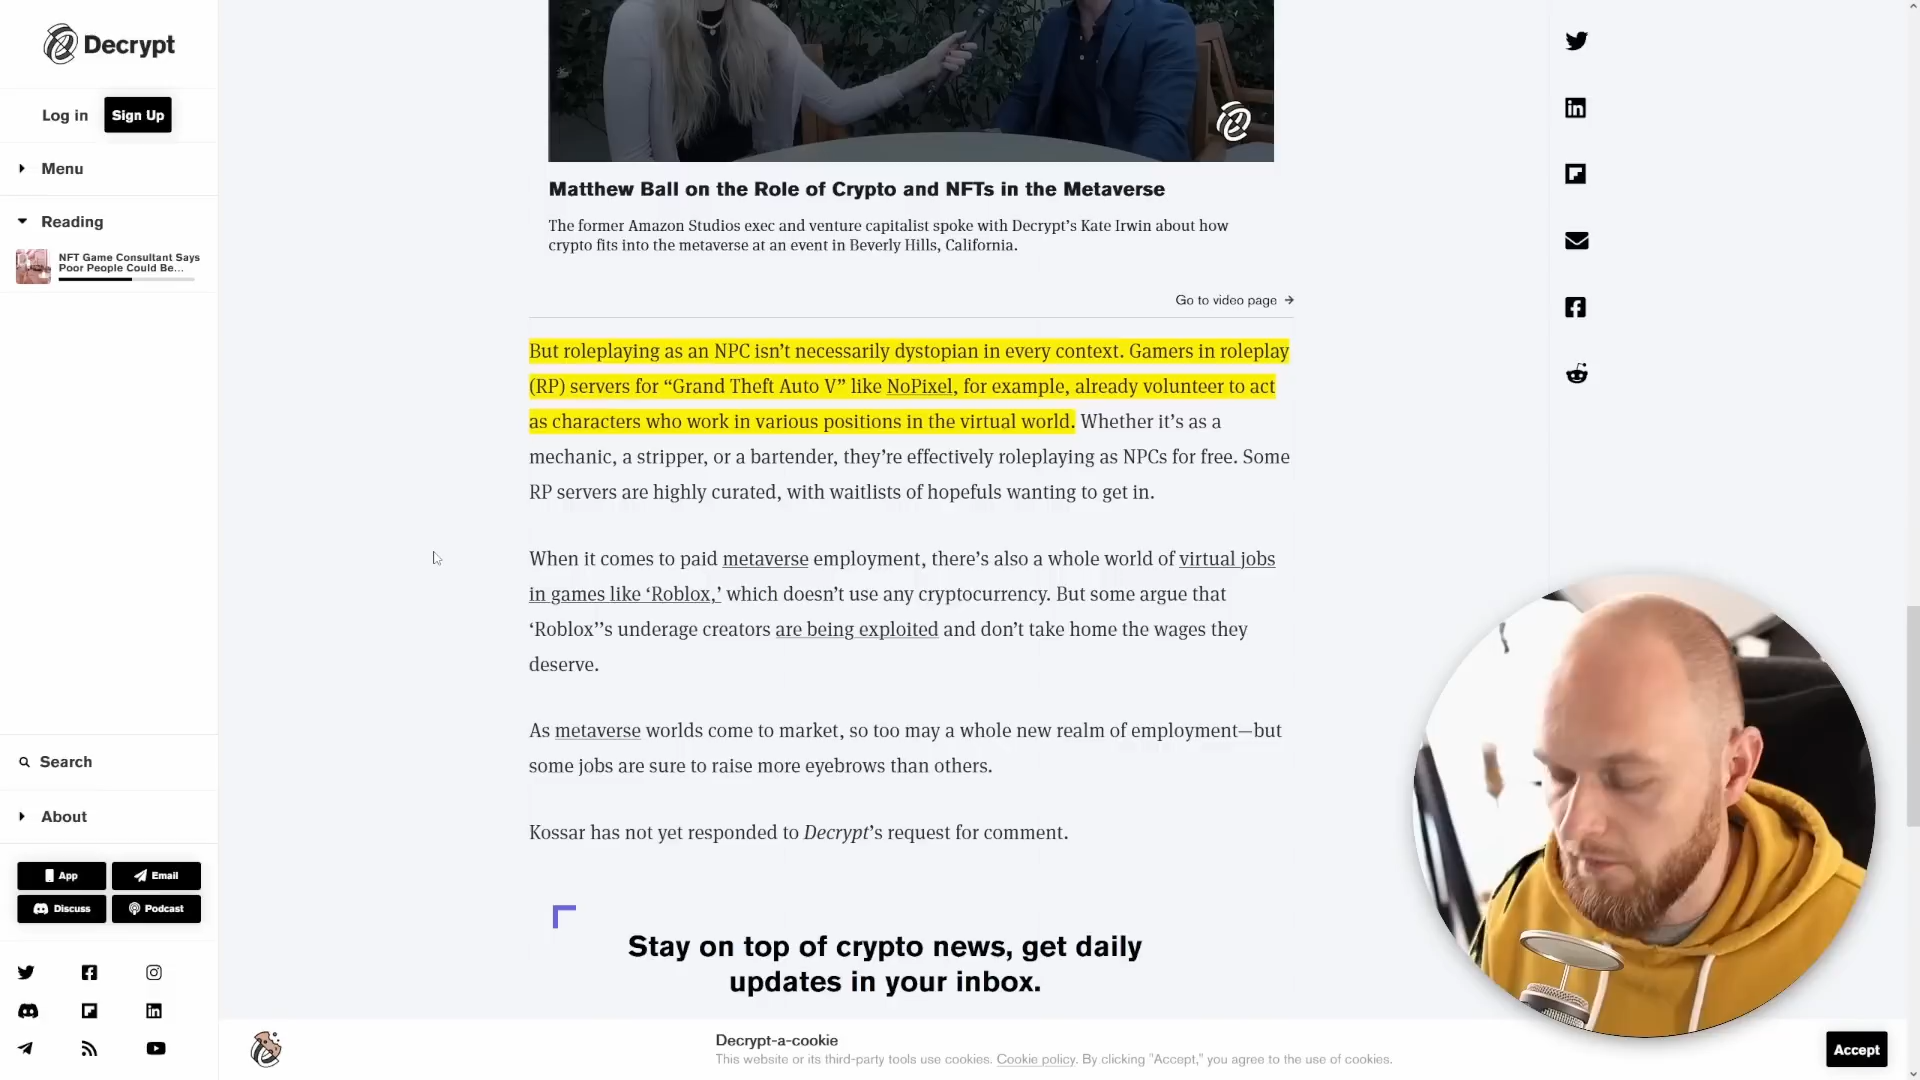 Decrypt
Log in
Sign Up
Menu
Reading
NFT Game Consultant Says
Poor People Could Be...
Search
About
App
Email
Discuss
Podcast
Matthew Ball on the Role of Crypto and NFTs in the Metaverse
The former Amazon Studios exec and venture capitalist spoke with Decrypt’s Kate Irwin about how
crypto fits into the metaverse at an event in Beverly Hills, California.
Go to video page →
But roleplaying as an NPC isn’t necessarily dystopian in every context. Gamers in roleplay
(RP) servers for “Grand Theft Auto V” like NoPixel, for example, already volunteer to act
as characters who work in various positions in the virtual world. Whether it’s as a
mechanic, a stripper, or a bartender, they’re effectively roleplaying as NPCs for free. Some
RP servers are highly curated, with waitlists of hopefuls wanting to get in.
When it comes to paid metaverse employment, there’s also a whole world of virtual jobs
in games like ‘Roblox,’ which doesn’t use any cryptocurrency. But some argue that
‘Roblox’’s underage creators are being exploited and don’t take home the wages they
deserve.
As metaverse worlds come to market, so too may a whole new realm of employment—but
some jobs are sure to raise more eyebrows than others.
Kossar has not yet responded to Decrypt’s request for comment.
Stay on top of crypto news, get daily
updates in your inbox.
Decrypt-a-cookie
This website or its third-party tools use cookies. Cookie policy. By clicking "Accept," you agree to the use of cookies.
Accept